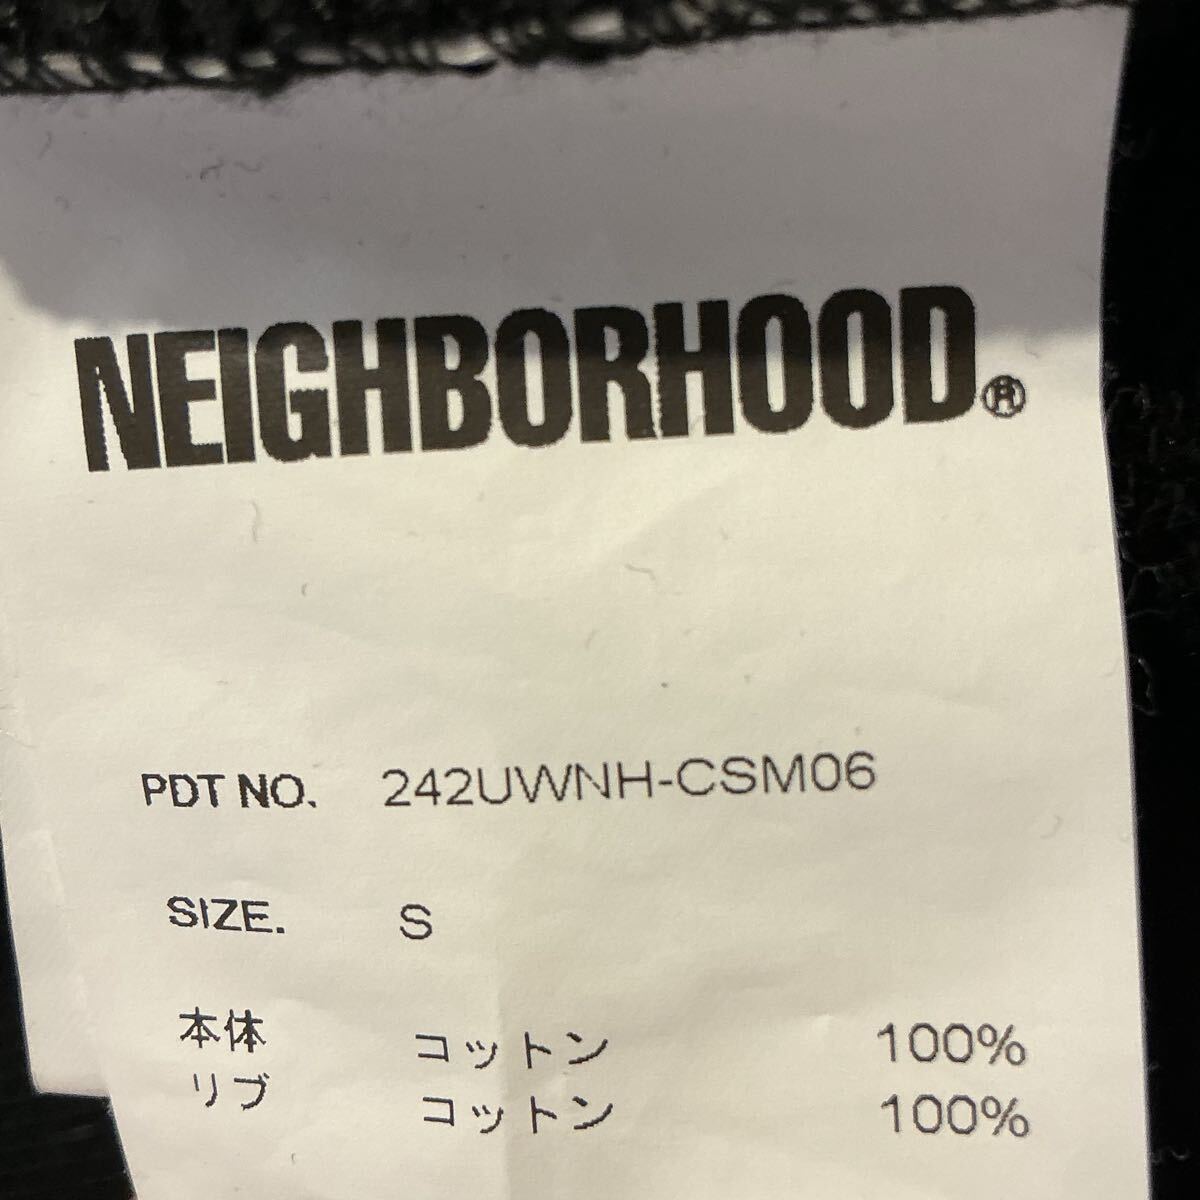 NEIGHBORHOOD®
PDT NO. 242UWNH-CSM06
SIZE. S
本体 コットン 100%
リブ コットン 100%